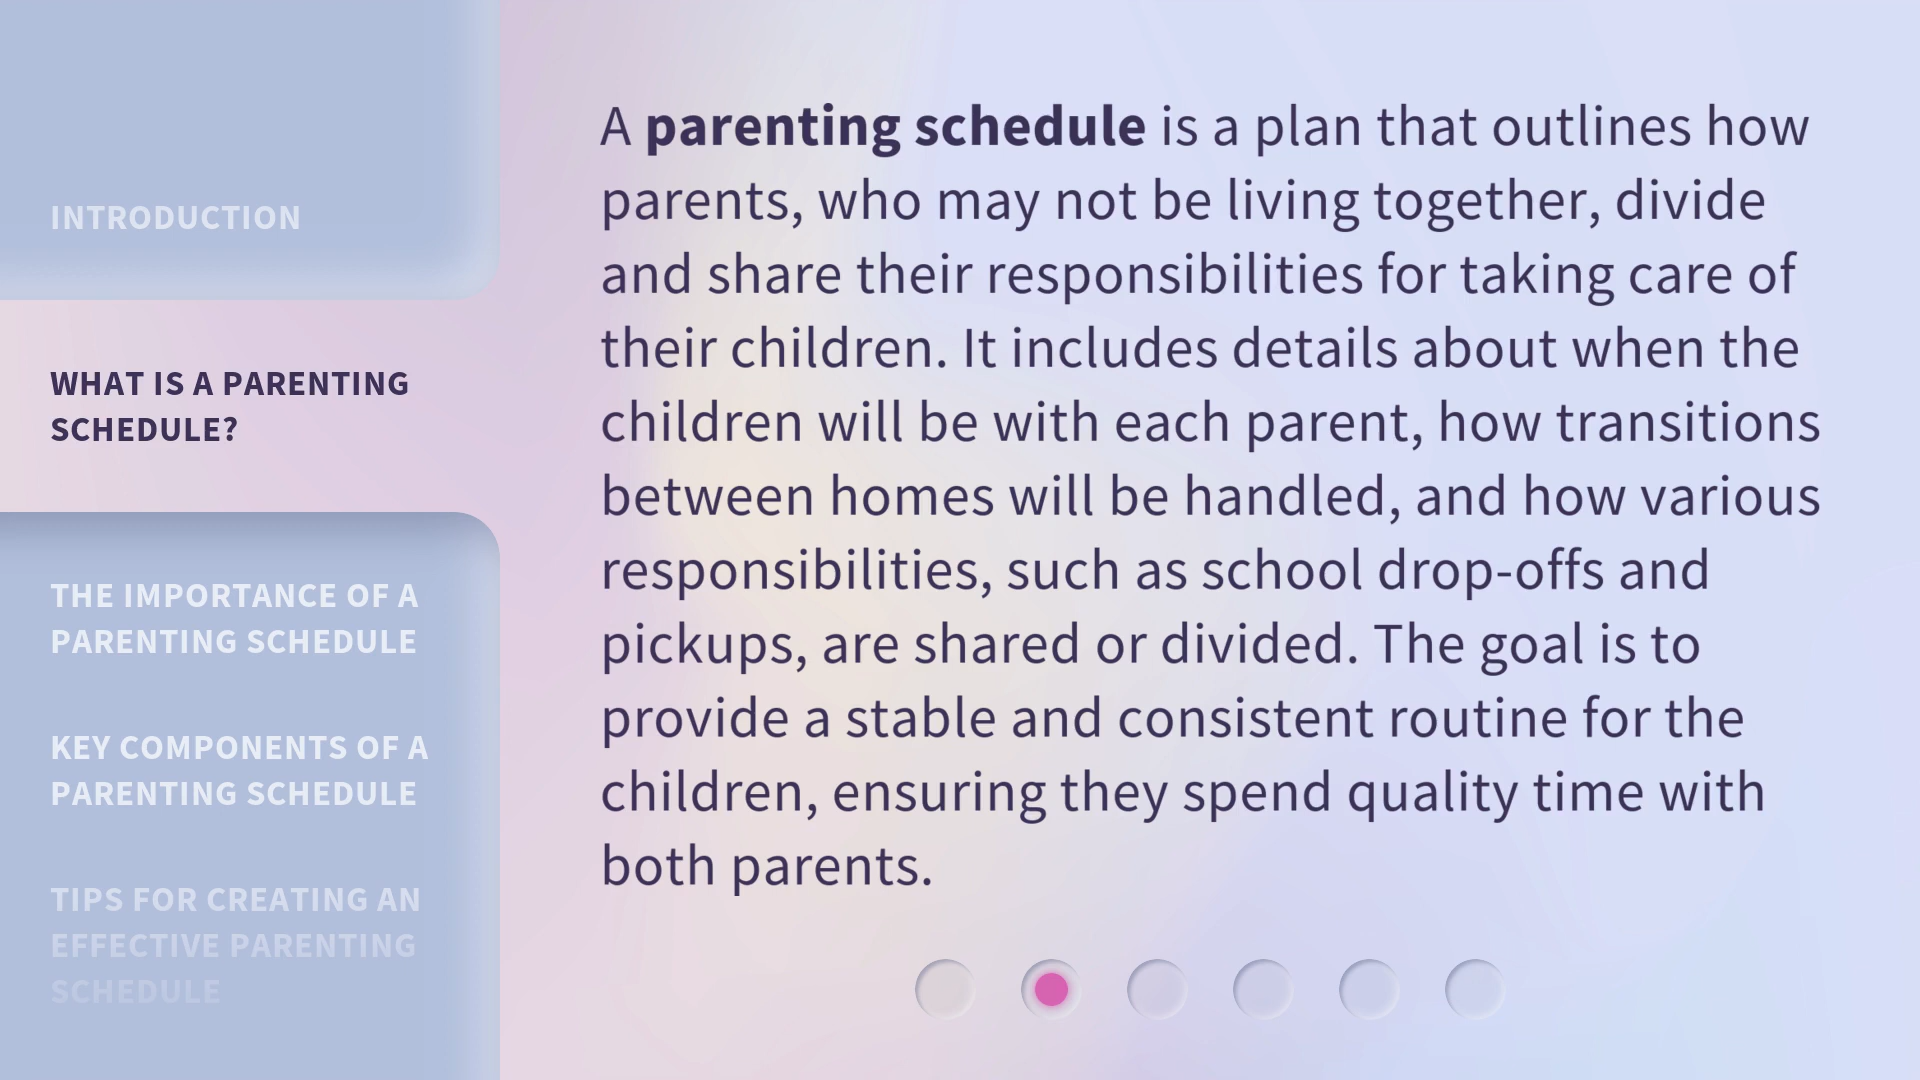 INTRODUCTION
WHAT IS A PARENTING
SCHEDULE?
THE IMPORTANCE OF A
PARENTING SCHEDULE
KEY COMPONENTS OF A
PARENTING SCHEDULE
TIPS FOR CREATING AN
EFFECTIVE PARENTING
SCHEDULE
A parenting schedule is a plan that outlines how
parents, who may not be living together, divide
and share their responsibilities for taking care of
their children. It includes details about when the
children will be with each parent, how transitions
between homes will be handled, and how various
responsibilities, such as school drop-offs and
pickups, are shared or divided. The goal is to
provide a stable and consistent routine for the
children, ensuring they spend quality time with
both parents.